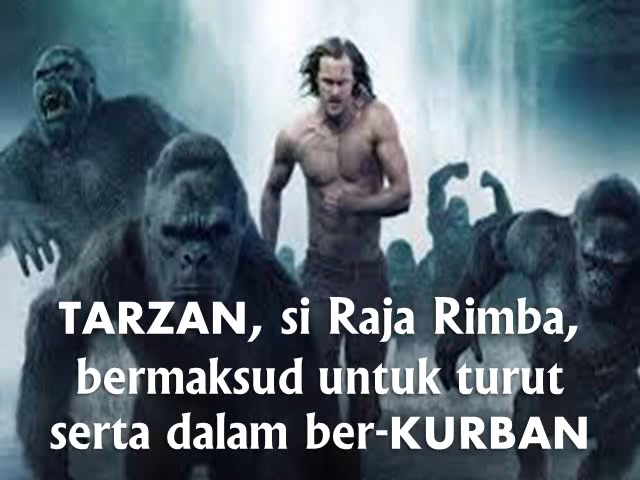 TARZAN, si Raja Rimba,
bermaksud untuk turut
serta dalam ber-KURBAN